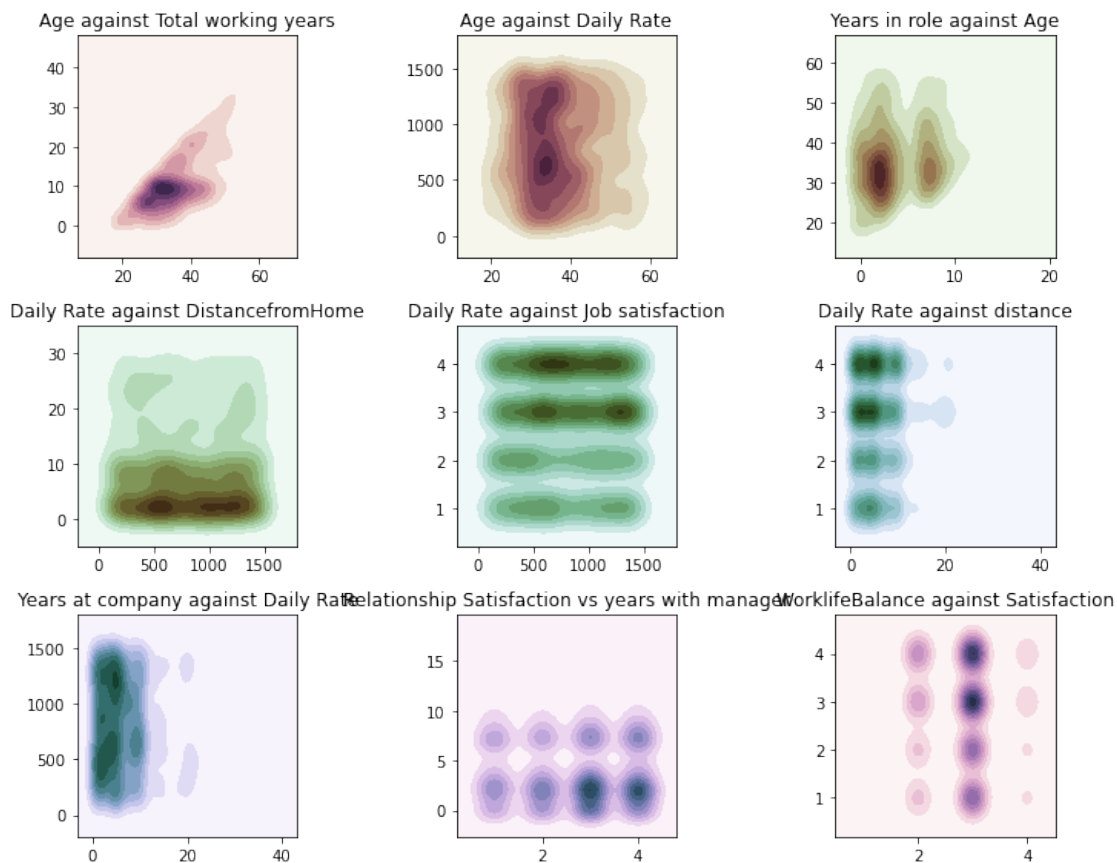 Age against Total working years
40
30
20
10
0
20 40 60
Age against Daily Rate
1500
1000
500
0
20 40 60
Years in role against Age
60
50
40
30
20
0 10 20
Daily Rate against DistancefromHome
30
20
10
0
0 500 1000 1500
Daily Rate against Job satisfaction
4
3
2
1
0 500 1000 1500
Daily Rate against distance
4
3
2
1
0 20 40
Years at company against Daily Rate
1500
1000
500
0
0 20 40
Relationship Satisfaction vs years with manager
15
10
5
0
2 4
WorklifeBalance against Satisfaction
4
3
2
1
2 4